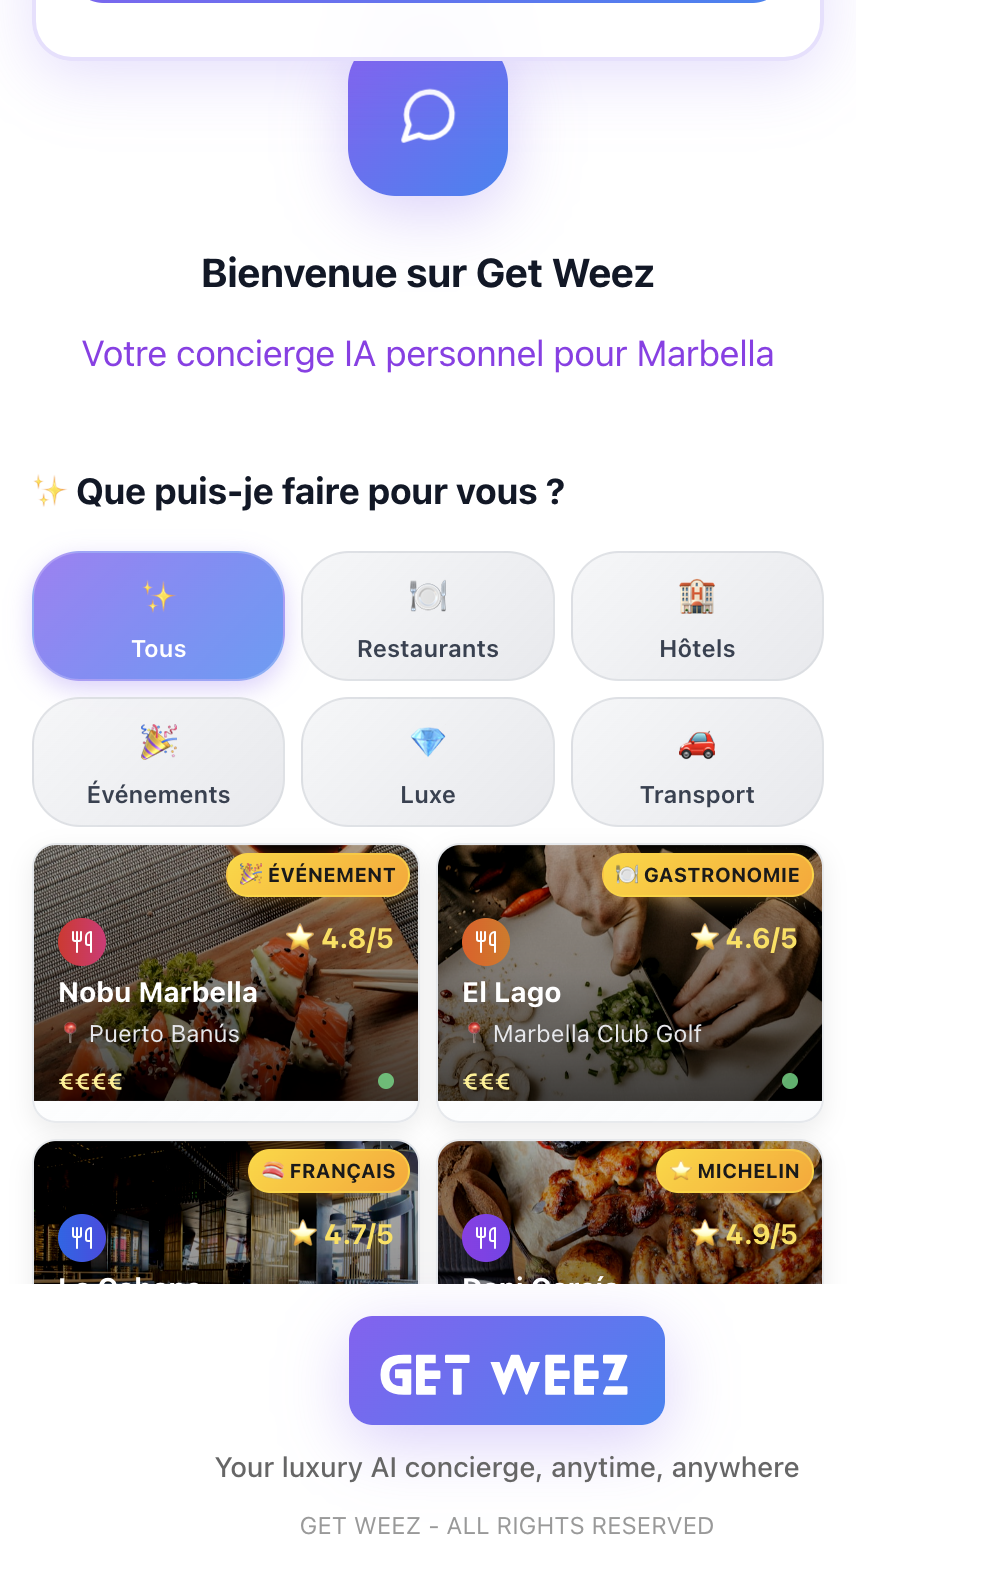 Bienvenue sur Get Weez
Votre concierge IA personnel pour Marbella
✨ Que puis-je faire pour vous ?
Tous
Restaurants
Hôtels
Événements
Luxe
Transport
ÉVÉNEMENT
4.8/5
Nobu Marbella
Puerto Banús
€€€€
GASTRONOMIE
4.6/5
El Lago
Marbella Club Golf
€€€
FRANÇAIS
4.7/5
MICHELIN
4.9/5
GET WEEZ
Your luxury AI concierge, anytime, anywhere
GET WEEZ - ALL RIGHTS RESERVED